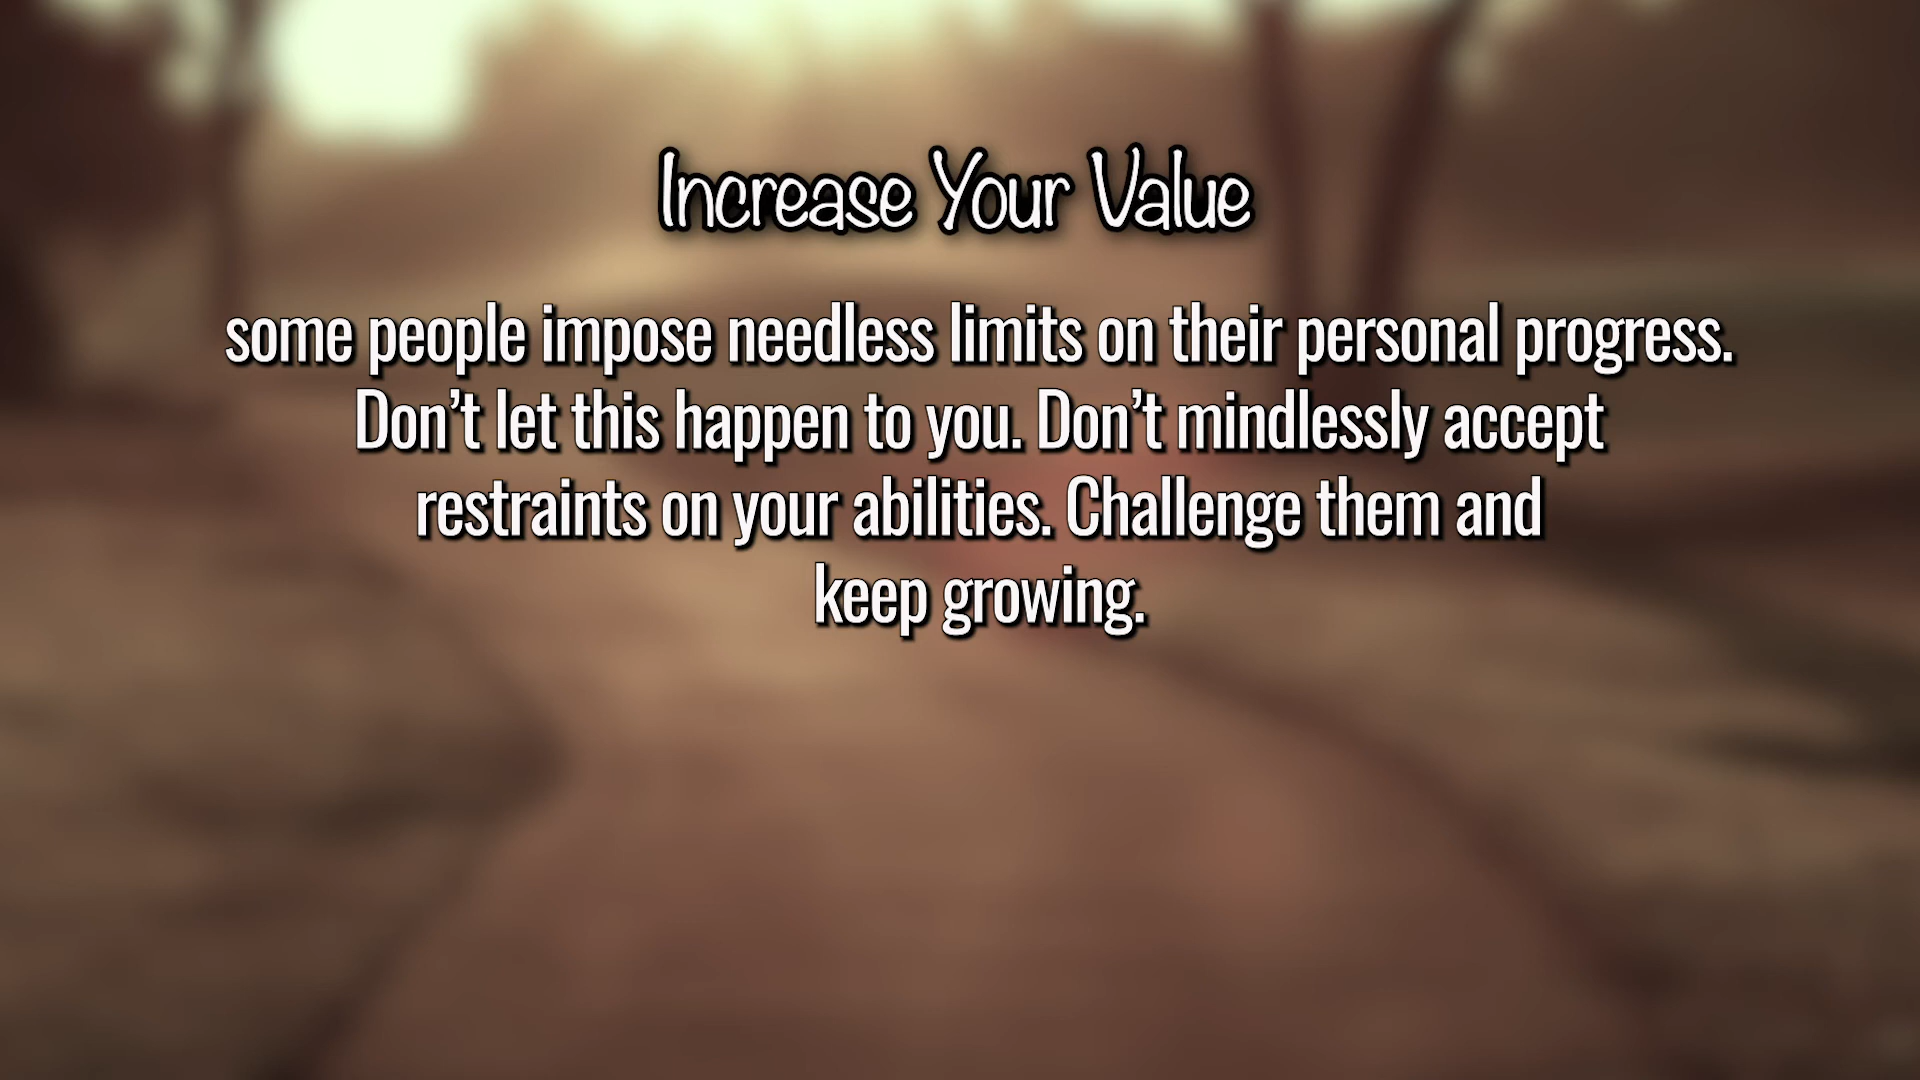 Increase Your Value
some people impose needless limits on their personal progress.
Don’t let this happen to you. Don’t mindlessly accept
restraints on your abilities. Challenge them and
keep growing.